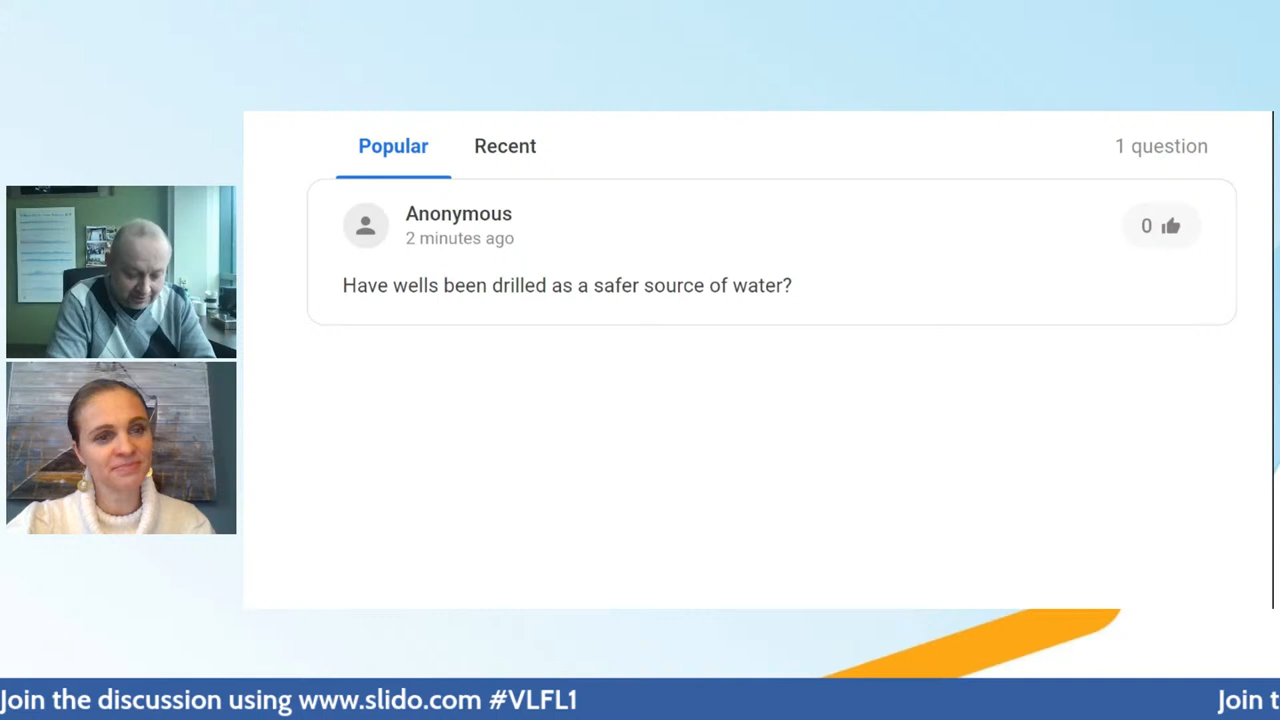 Popular
Recent
1 question
Anonymous
2 minutes ago
0
Have wells been drilled as a safer source of water?
Join the discussion using www.slido.com #VLFL1
Join t